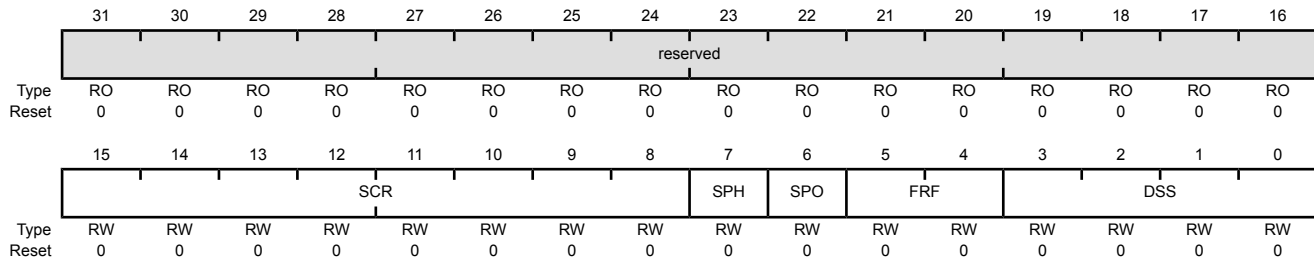 31 30 29 28 27 26 25 24 23 22 21 20 19 18 17 16
reserved
Type RO RO RO RO RO RO RO RO RO RO RO RO RO RO RO RO
Reset 0 0 0 0 0 0 0 0 0 0 0 0 0 0 0 0
15 14 13 12 11 10 9 8 7 6 5 4 3 2 1 0
SCR SPH SPO FRF DSS
Type RW RW RW RW RW RW RW RW RW RW RW RW RW RW RW RW
Reset 0 0 0 0 0 0 0 0 0 0 0 0 0 0 0 0